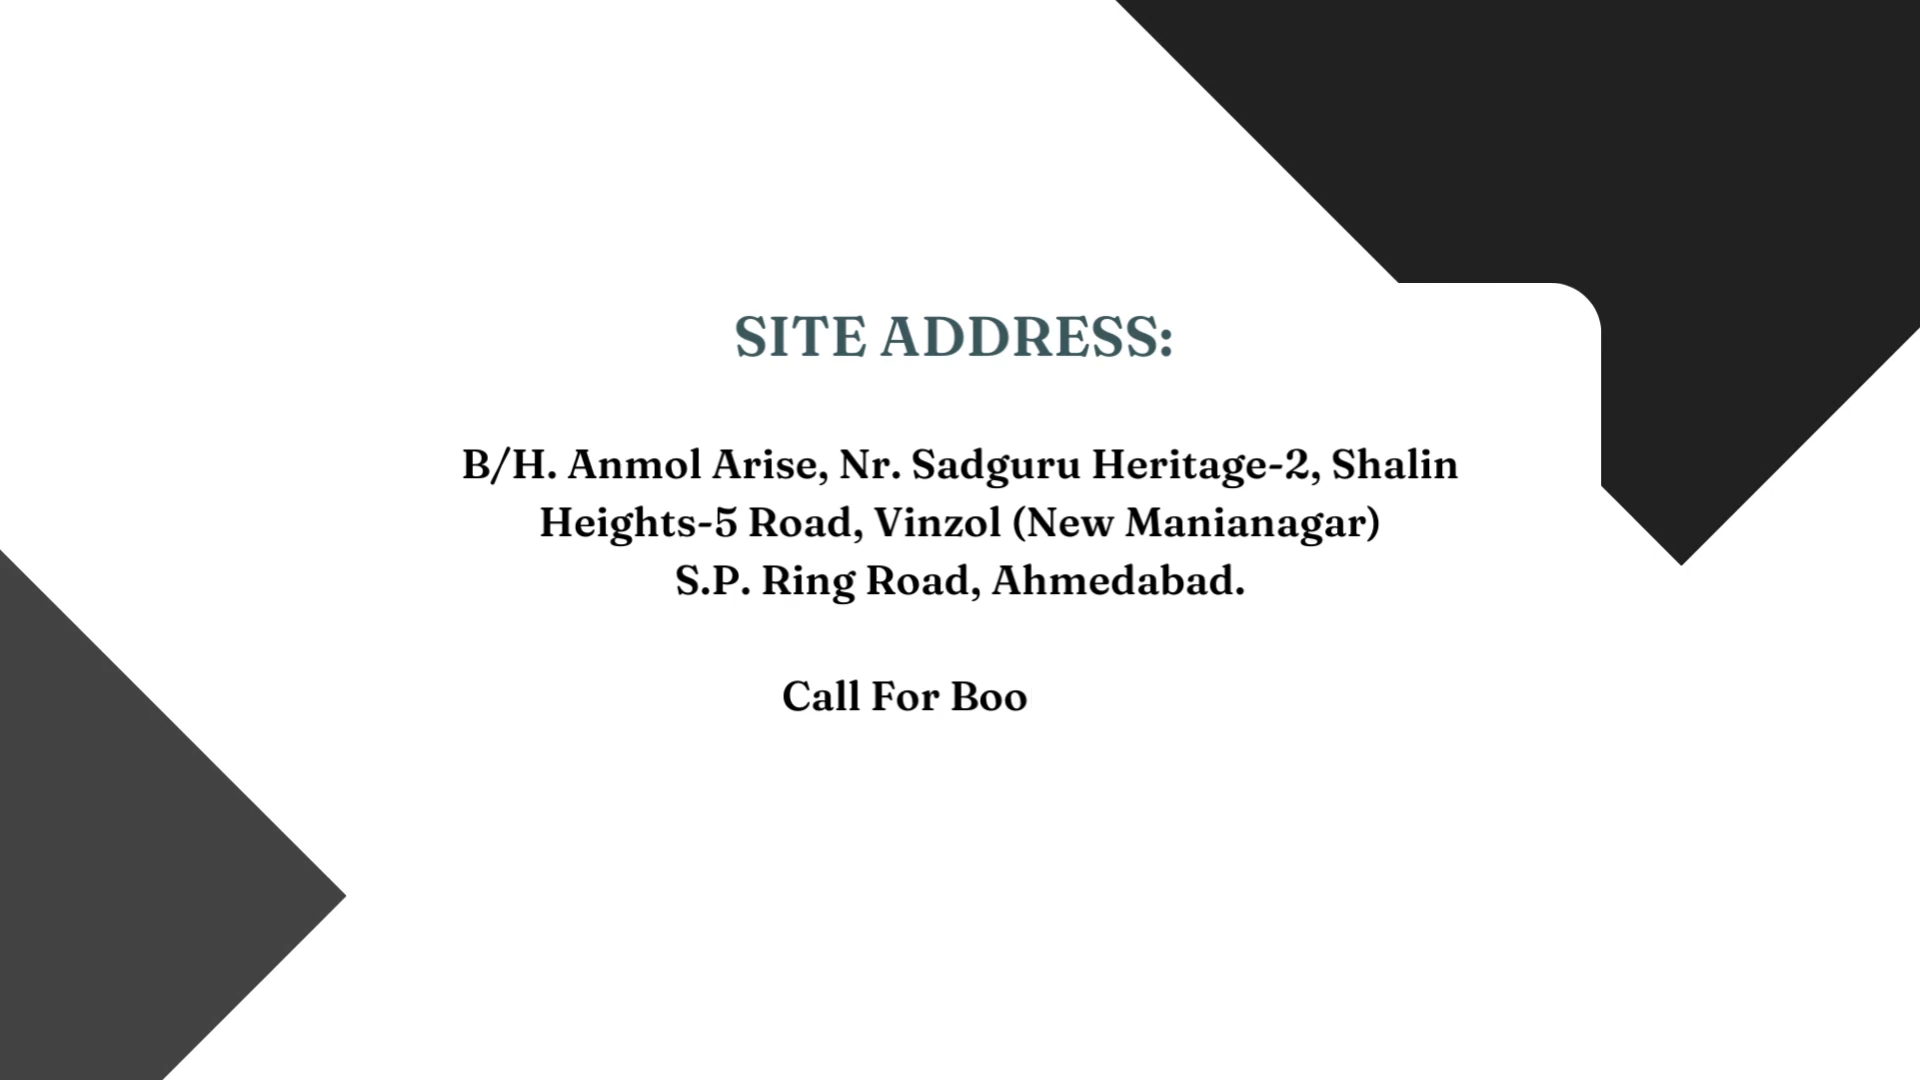 SITE ADDRESS:
B/H. Anmol Arise, Nr. Sadguru Heritage-2, Shalin
Heights-5 Road, Vinzol (New Manianagar)
S.P. Ring Road, Ahmedabad.
Call For Boo